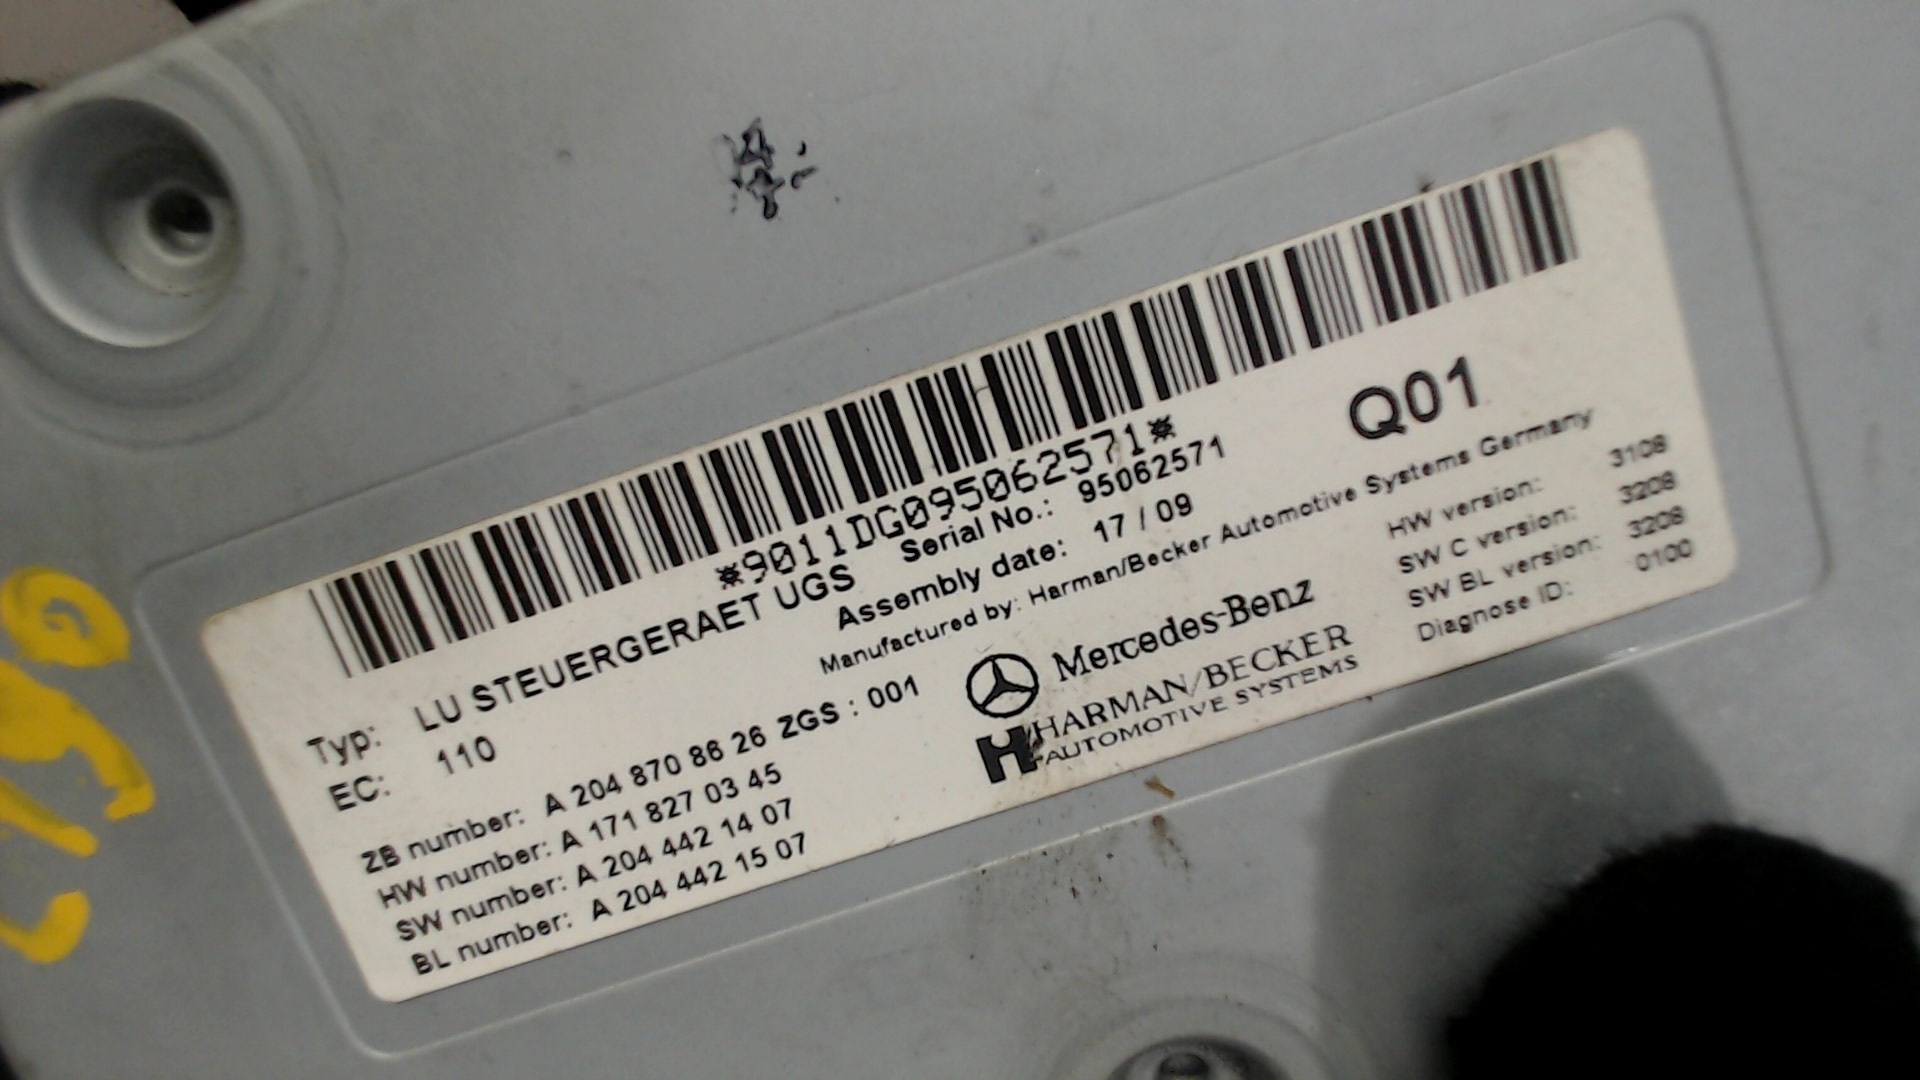 *9011DG095062571*
Typ: LU STEUERGERAET UGS
EC: 110
Serial No.: 95062571
Assembly date: 17 / 09
Manufactured by: Harman/Becker Automotive Systems Germany
Q01
ZB number: A 204 870 86 26 ZGS : 001
HW number: A 171 827 03 45
SW number: A 204 442 14 07
BL number: A 204 442 15 07
Mercedes-Benz
HARMAN/BECKER
AUTOMOTIVE SYSTEMS
HW version: 3108
SW C version: 3208
SW BL version: 3208
Diagnose ID: 0100